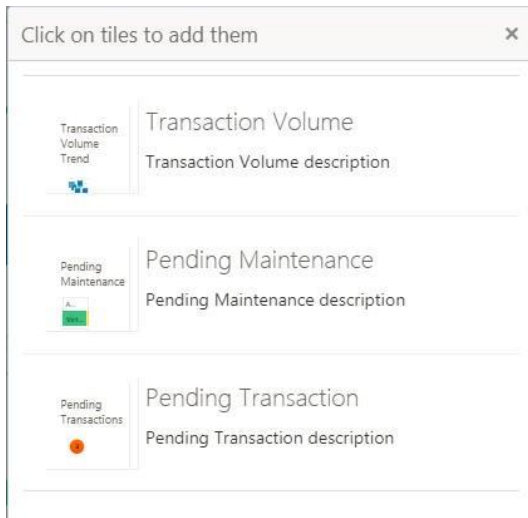 Click on tiles to add them ×
Transaction
Volume
Trend
Transaction Volume
Transaction Volume description
Pending
Maintenance
A...
Pending Maintenance
Pending Maintenance description
Pending
Transactions
Pending Transaction
Pending Transaction description